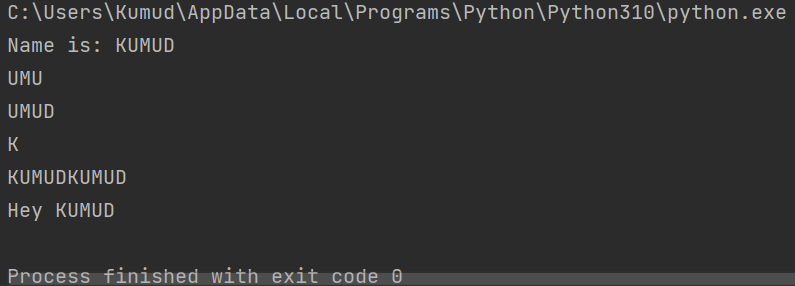 C:\Users\Kumud\AppData\Local\Programs\Python\Python310\python.exe
Name is: KUMUD
UMU
UMUD
K
KUMUDKUMUD
Hey KUMUD
Process finished with exit code 0